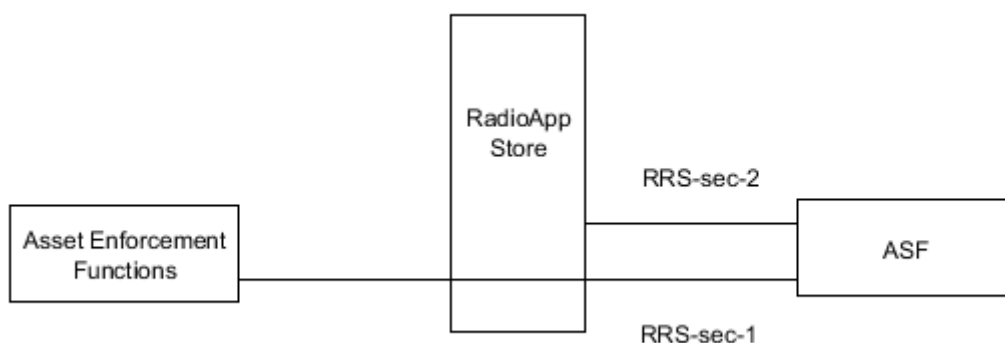 RadioApp
Store
RRS-sec-2
Asset Enforcement
Functions
ASF
RRS-sec-1